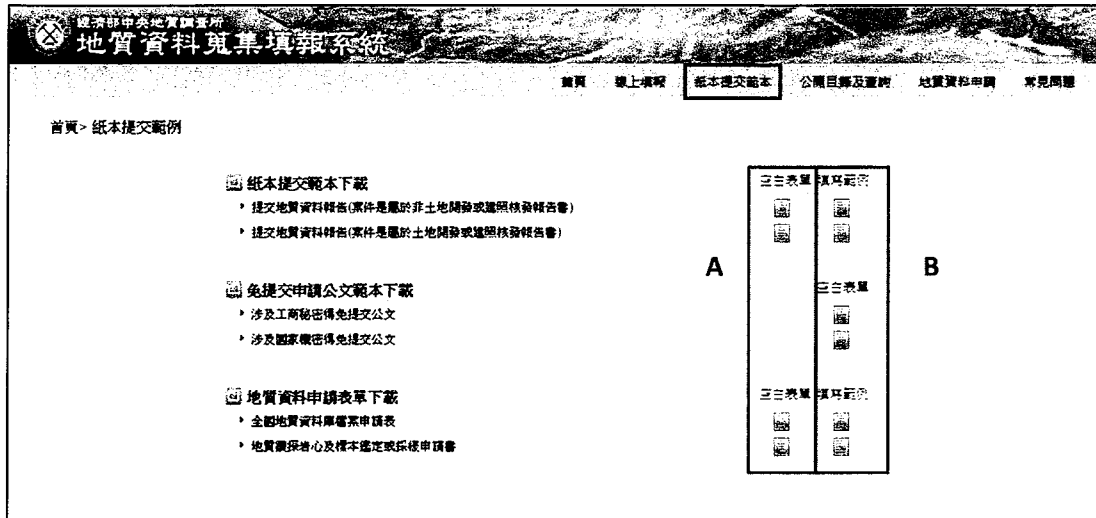 經濟部中央地質調查所
地質資料蒐集填報系統
首頁 線上填報 紙本提交範本 公開目錄及查詢 地質資料申請 常見問題
首頁> 紙本提交範例
紙本提交範本下載 空白表單 填寫範例
提交地質資料報告(案件是屬於非土地開發或建照核發報告書)
提交地質資料報告(案件是屬於土地開發或建照核發報告書)
A B
免提交申請公文範本下載 空白表單
涉及工商秘密得免提交公文
涉及國家機密得免提交公文
地質資料申請表單下載 空白表單 填寫範例
全國地質資料庫檔案申請表
地質鑽探岩心及標本鑑定或採樣申請書